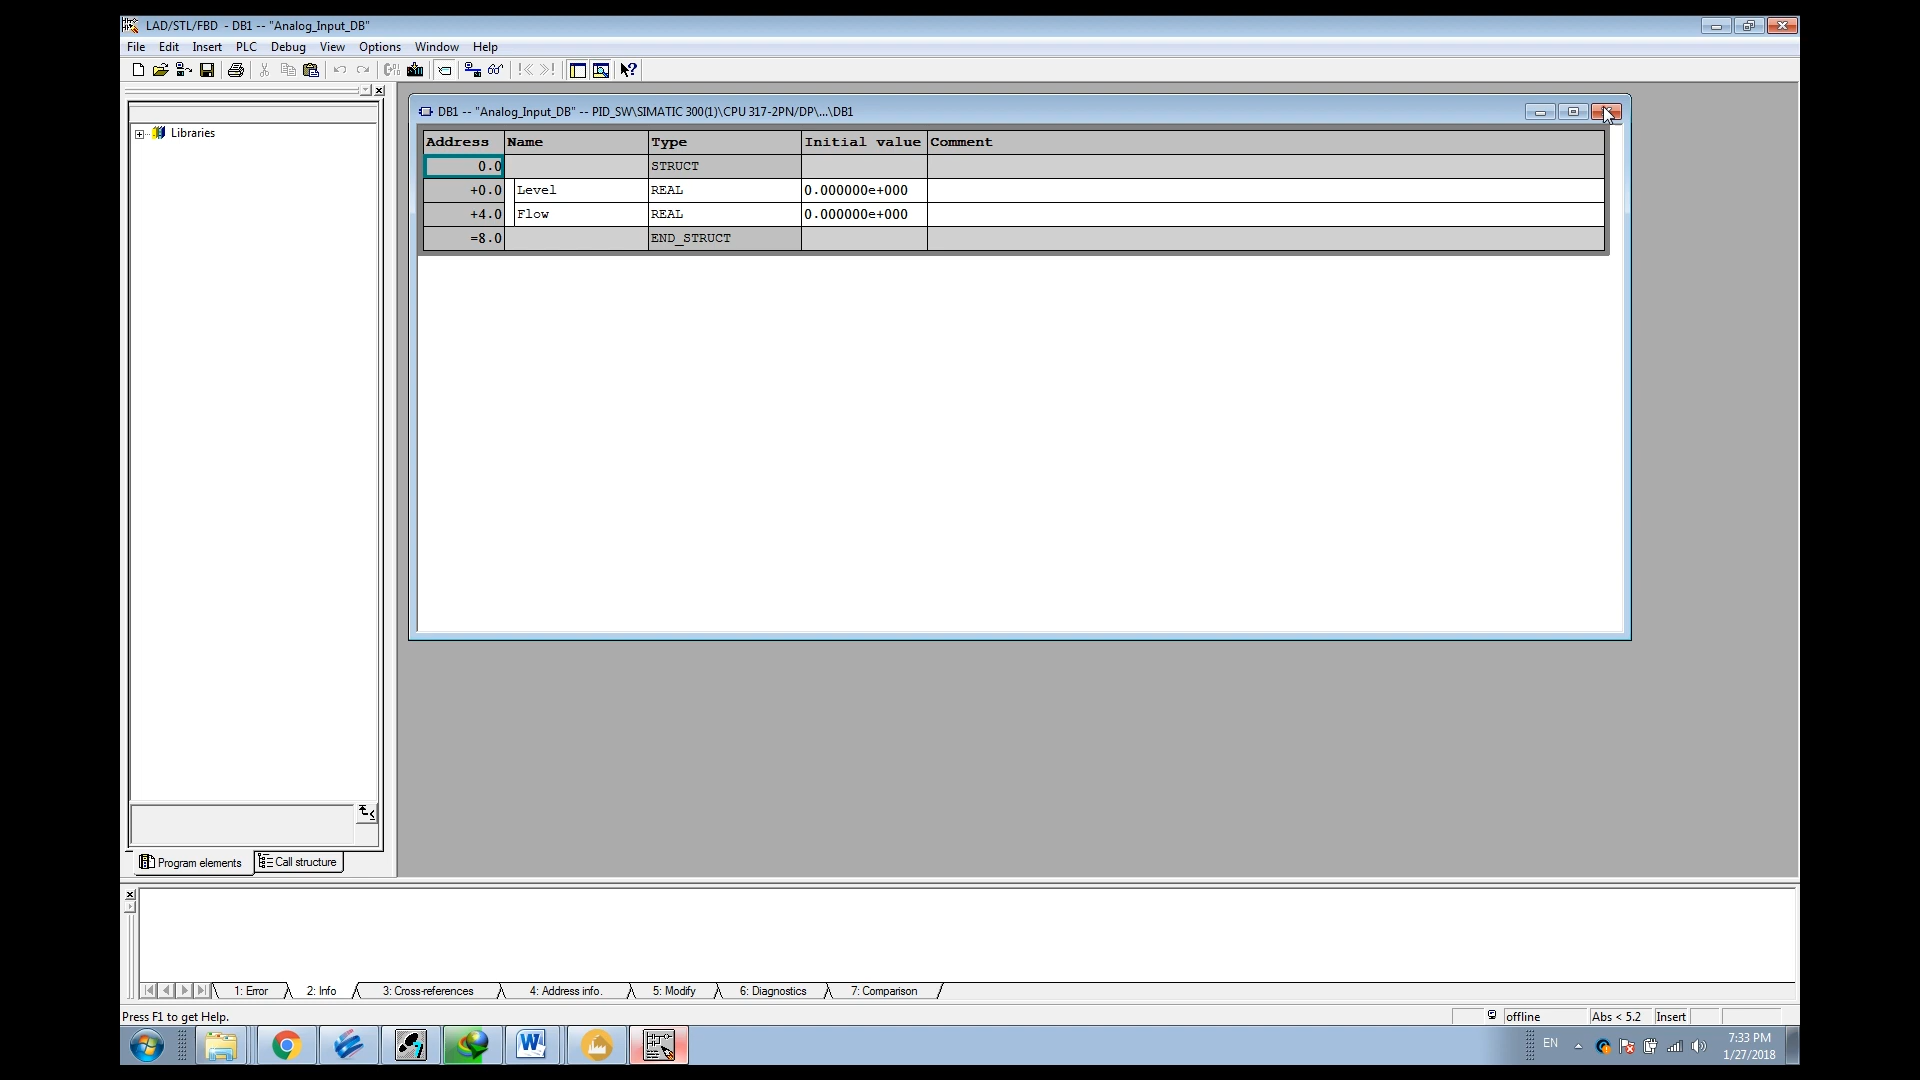 LAD/STL/FBD - DB1 -- "Analog_Input_DB"
File Edit Insert PLC Debug View Options Window Help
DB1 -- "Analog_Input_DB" -- PID_SW\SIMATIC 300(1)\CPU 317-2PN/DP\...\DB1
Libraries
Address Name Type Initial value Comment
0.0 STRUCT
+0.0 Level REAL 0.000000e+000
+4.0 Flow REAL 0.000000e+000
=8.0 END_STRUCT
Program elements Call structure
1: Error 2: Info 3: Cross-references 4: Address info. 5: Modify 6: Diagnostics 7: Comparison
Press F1 to get Help. offline Abs < 5.2 Insert
EN 7:33 PM
1/27/2018